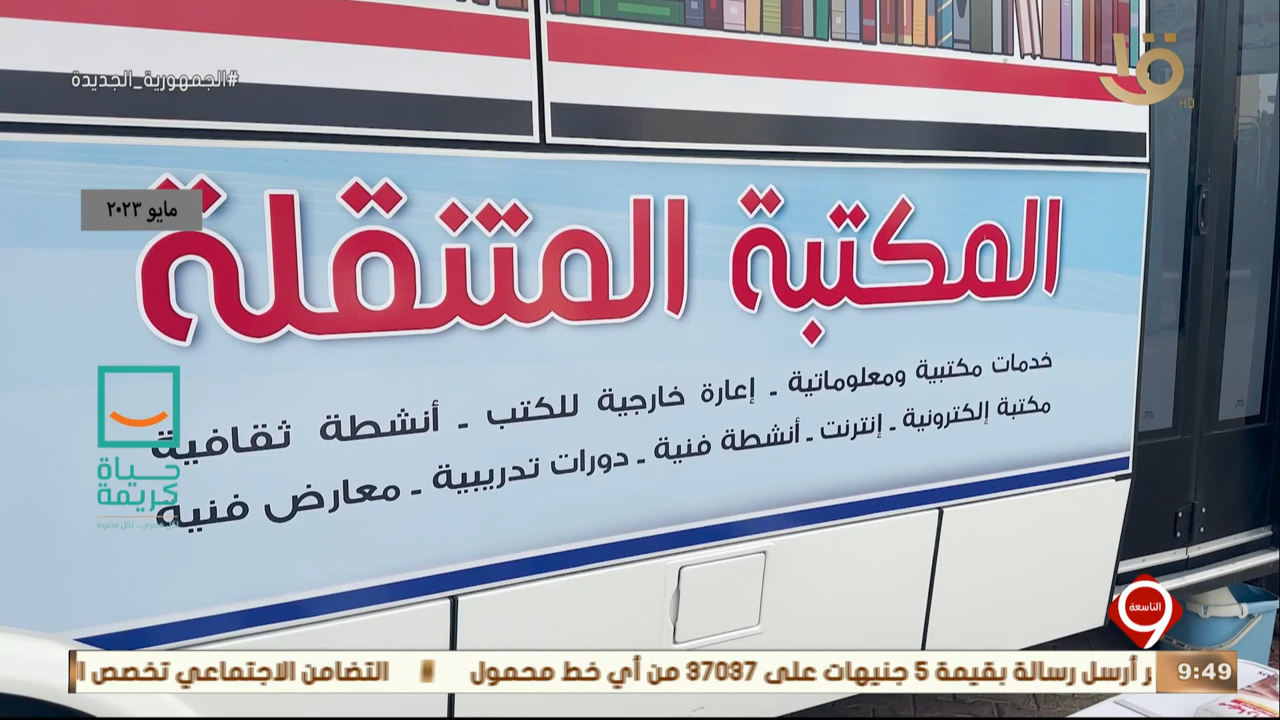 #الجمهورية_الجديدة
HD
مايو ٢٠٢٣
المكتبة المتنقلة
خدمات مكتبية ومعلوماتية - إعارة خارجية للكتب - أنشطة ثقافية
مكتبة إلكترونية - إنترنت - أنشطة فنية - دورات تدريبية - معارض فنية
حياة
كريمة
التاسعة
9
9:49
ر أرسل رسالة بقيمة 5 جنيهات على 37037 من أي خط محمول
التضامن الاجتماعي تخصص ا